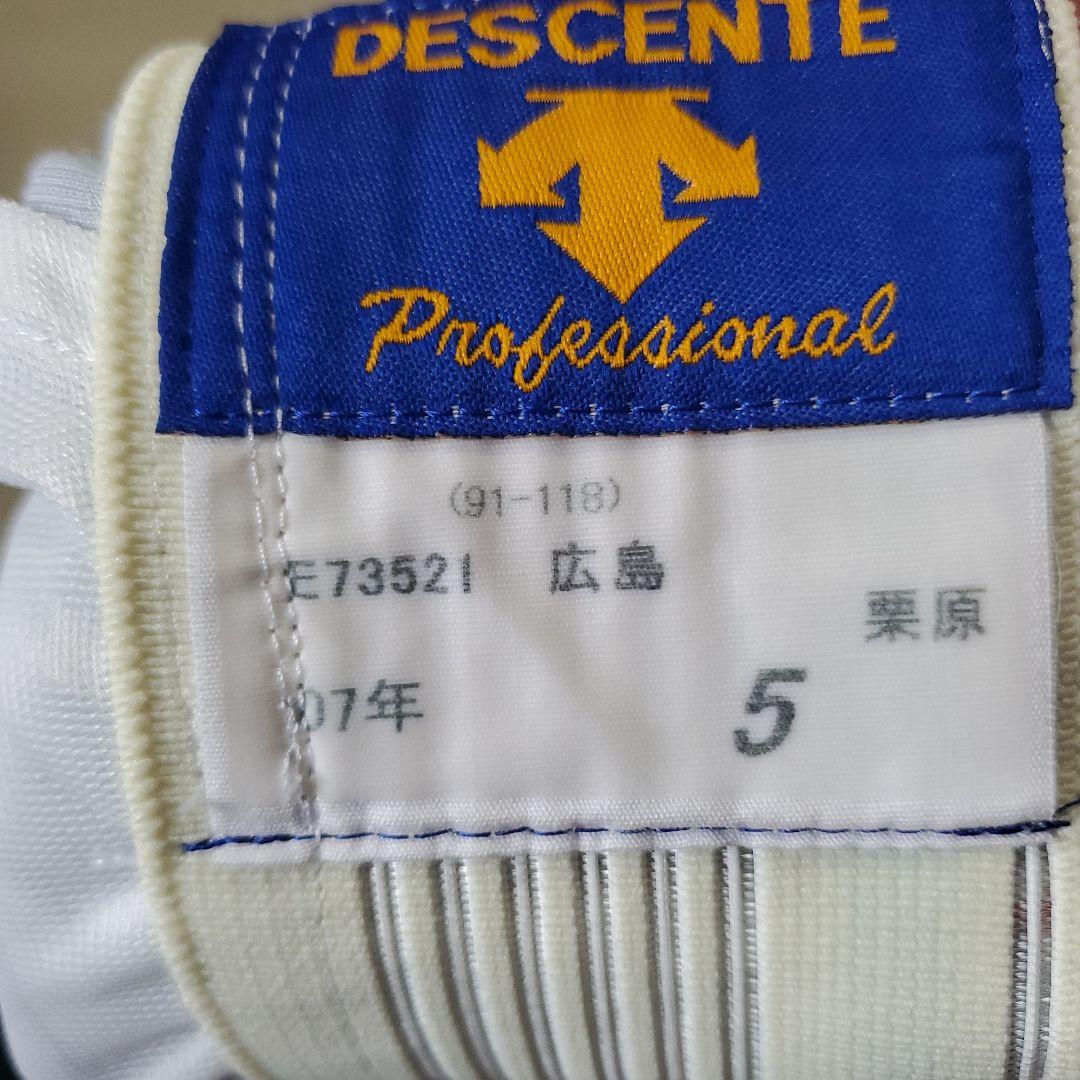 DESCENTE
Professional
(91-118)
E73521 広島
栗原
07年 5